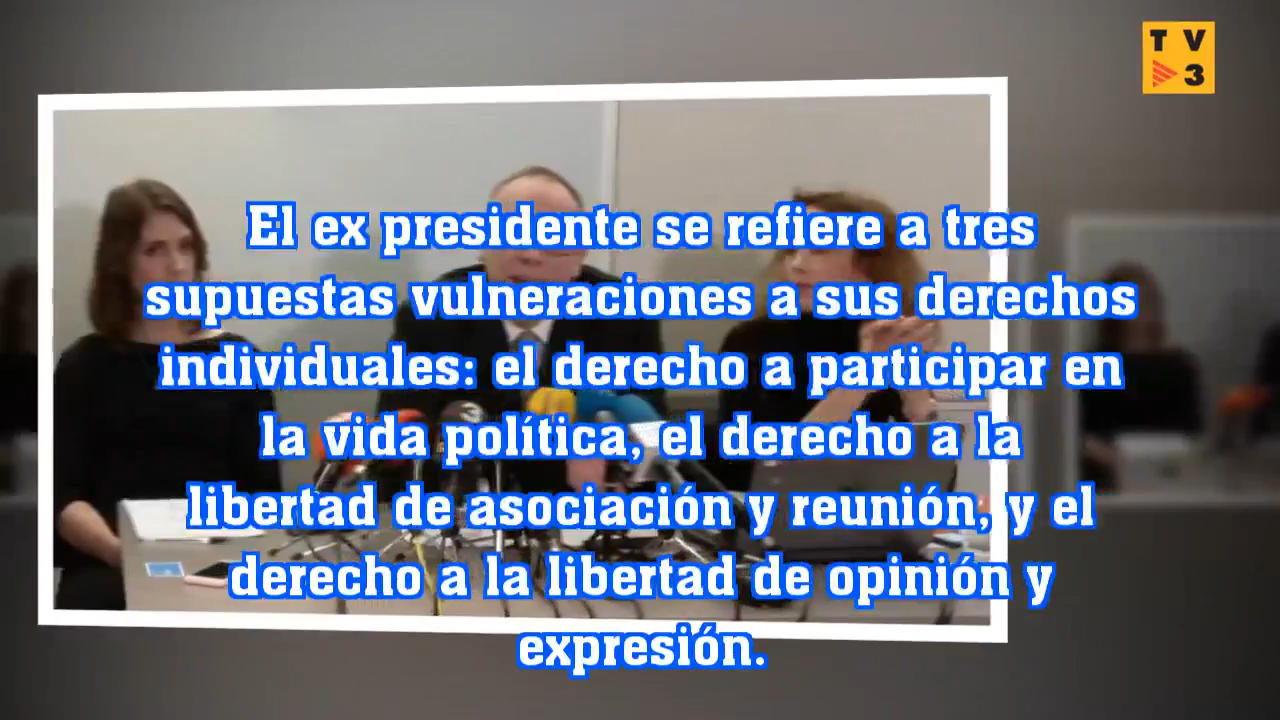 TV
3
El ex presidente se refiere a tres
supuestas vulneraciones a sus derechos
individuales: el derecho a participar en
la vida política, el derecho a la
libertad de asociación y reunión, y el
derecho a la libertad de opinión y
expresión.